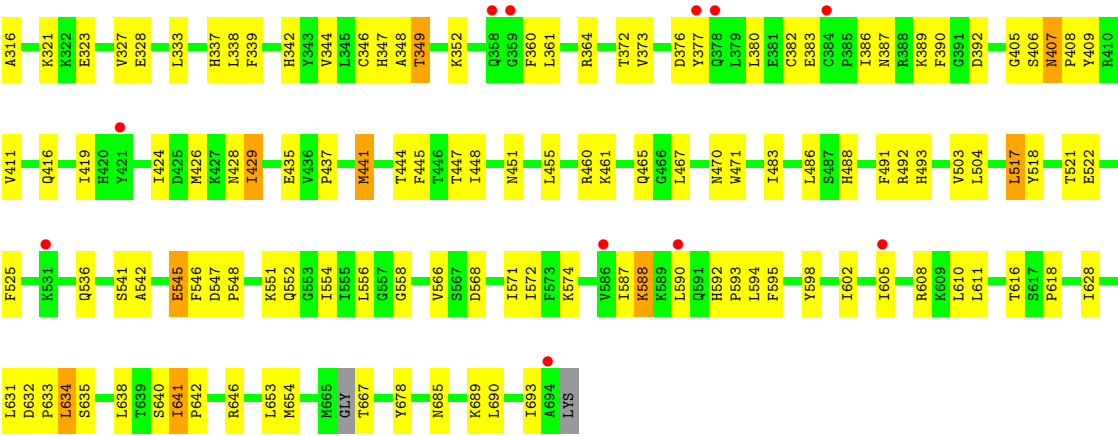 A316 K321 K322 E323 V327 E328 L333 H337 L338 F339 H342 Y343 V344 L345 C346 H347 A348 T349 K352 Q358 G359 F360 L361 R364 T372 V373 D376 Y377 Q378 L379 L380 E381 C382 E383 C384 P385 I386 N387 R388 K389 F390 G391 D392 G405 S406 N407 P408 Y409 R410
V411 Q416 I419 H420 Y421 I424 D425 M426 K427 N428 I429 E435 V436 P437 M441 T444 F445 T446 T447 I448 N451 L455 R460 K461 Q465 G466 L467 N470 W471 I483 L486 S487 H488 F491 R492 H493 V503 L504 L517 Y518 T521 E522
F525 K531 Q536 S541 A542 E545 F546 D547 P548 K551 Q552 G553 I554 I555 L556 G557 G558 V566 S567 D568 I571 I572 F573 K574 V586 I587 K588 K589 L590 Q591 H592 P593 L594 F595 Y598 I602 I605 R608 K609 L610 L611 T616 S617 P618 I628
L631 D632 P633 L634 S635 L638 T639 S640 I641 P642 R646 L653 M654 M665 GLY T667 Y678 N685 K689 L690 I693 A694 LYS